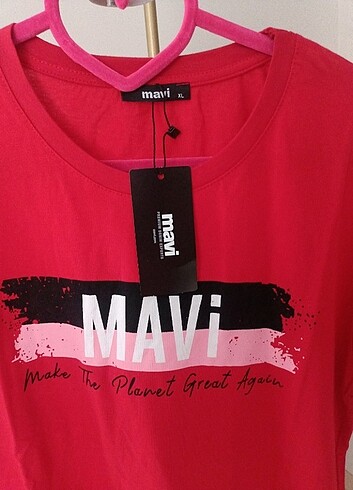 mavi XL
mavi
MAVi
Make The Planet Great Again